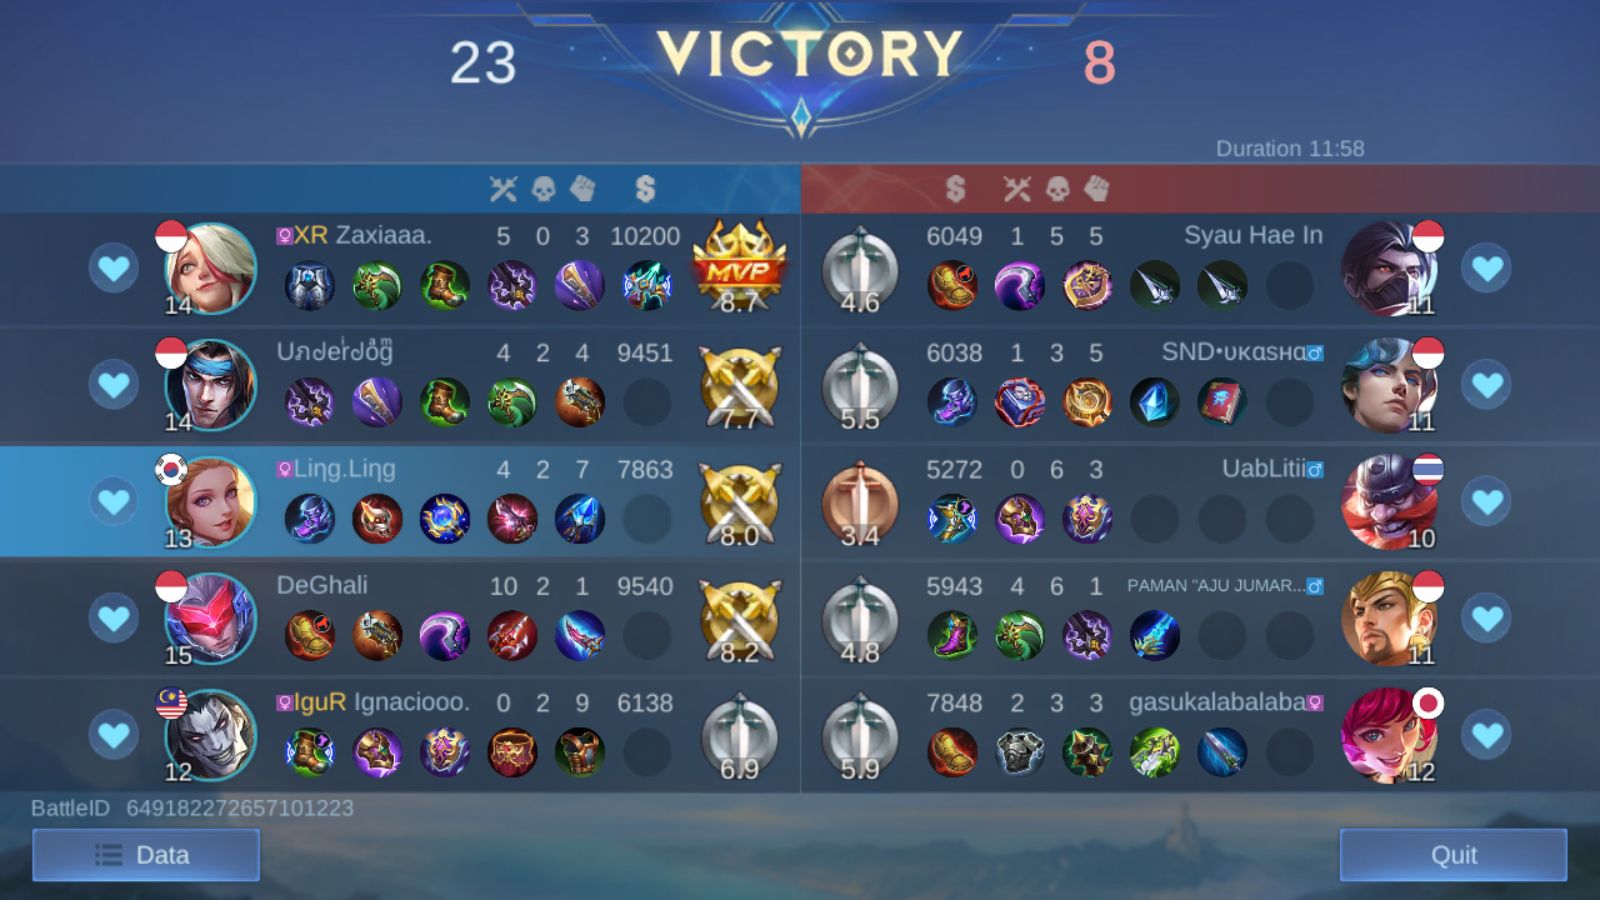 23 VICTORY 8
Duration 11:58
XR Zaxiaaa. 5 0 3 10200 MVP 8.7
14
4.6 6049 1 5 5 Syau Hae In
11
4 2 4 9451 7.7
14
5.5 6038 1 3 5 SND•υκαѕнα
11
Ling.Ling 4 2 7 7863 8.0
13
3.4 5272 0 6 3 UabLitii
10
DeGhali 10 2 1 9540 8.2
15
4.8 5943 4 6 1 PAMAN "AJU JUMAR...
11
IguR Ignaciooo. 0 2 9 6138 6.9
12
5.9 7848 2 3 3 gasukalabalaba
12
BattleID 649182272657101223
Data
Quit